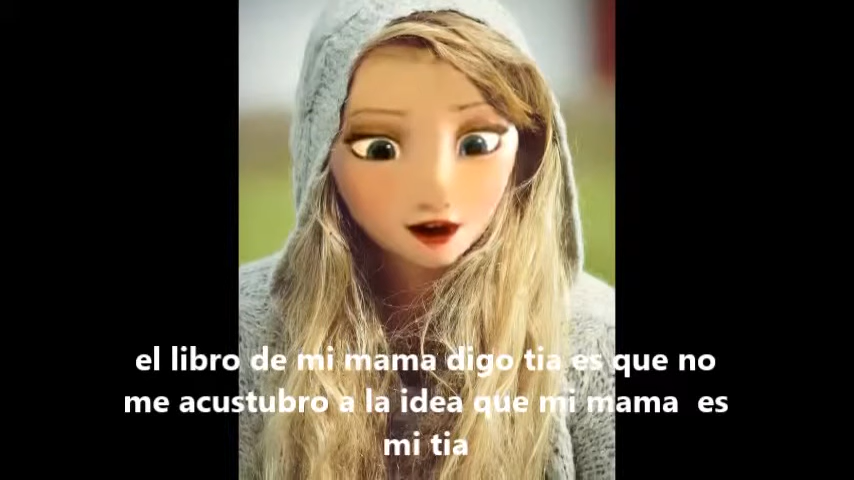 el libro de mi mama digo tia es que no
me acustubro a la idea que mi mama  es
mi tia